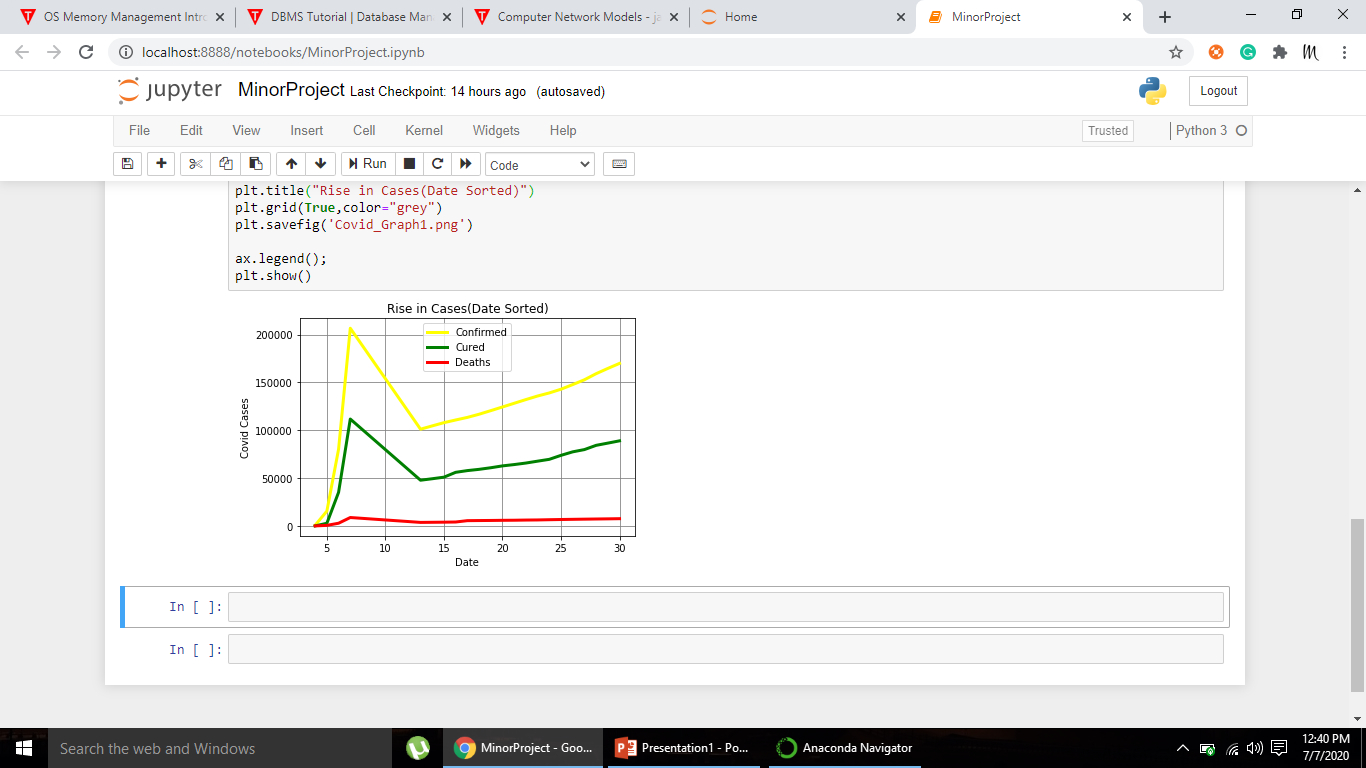 OS Memory Management Intro
DBMS Tutorial | Database Man
Computer Network Models - ja
Home
MinorProject
localhost:8888/notebooks/MinorProject.ipynb
jupyter MinorProject Last Checkpoint: 14 hours ago (autosaved)
Logout
File Edit View Insert Cell Kernel Widgets Help
Trusted
Python 3
Run
Code
plt.title("Rise in Cases(Date Sorted)")
plt.grid(True,color="grey")
plt.savefig('Covid_Graph1.png')
ax.legend();
plt.show()
Rise in Cases(Date Sorted)
Confirmed
Cured
Deaths
200000
150000
100000
50000
0
Covid Cases
5 10 15 20 25 30
Date
In [ ]:
In [ ]:
Search the web and Windows
MinorProject - Goo...
Presentation1 - Po...
Anaconda Navigator
12:40 PM
7/7/2020